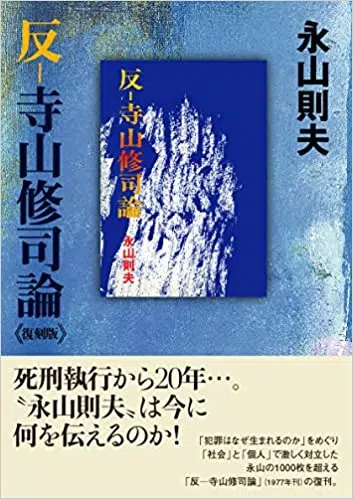 永山則夫
反–寺山修司論
《復刻版》
反–寺山修司論
永山則夫
死刑執行から20年…。
〝永山則夫〟は今に
何を伝えるのか!
「犯罪はなぜ生まれるのか」をめぐり
「社会」と「個人」で激しく対立した
永山の1000枚を超える
「反―寺山修司論」(1977年刊)の復刊。